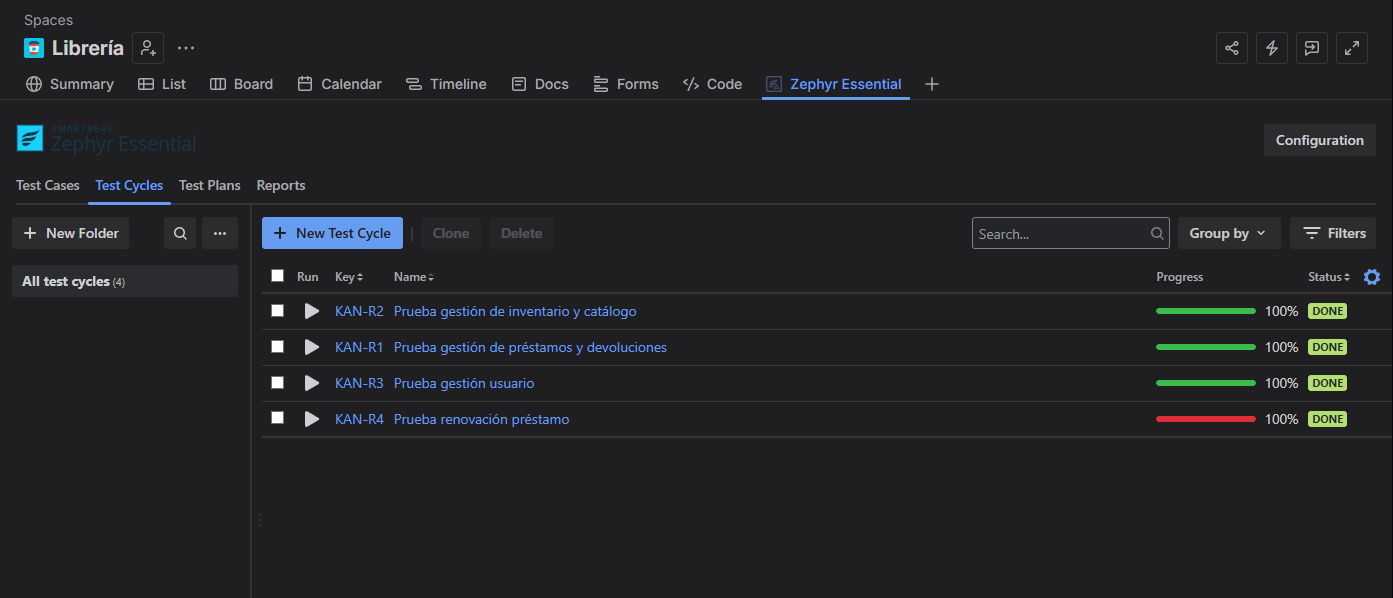 Spaces
Librería
Summary List Board Calendar Timeline Docs Forms Code Zephyr Essential
SMARTBEAR
Zephyr Essential
Configuration
Test Cases Test Cycles Test Plans Reports
New Folder
New Test Cycle Clone Delete Search... Group by Filters
All test cycles (4)
Run Key Name Progress Status
KAN-R2 Prueba gestión de inventario y catálogo 100% DONE
KAN-R1 Prueba gestión de préstamos y devoluciones 100% DONE
KAN-R3 Prueba gestión usuario 100% DONE
KAN-R4 Prueba renovación préstamo 100% DONE